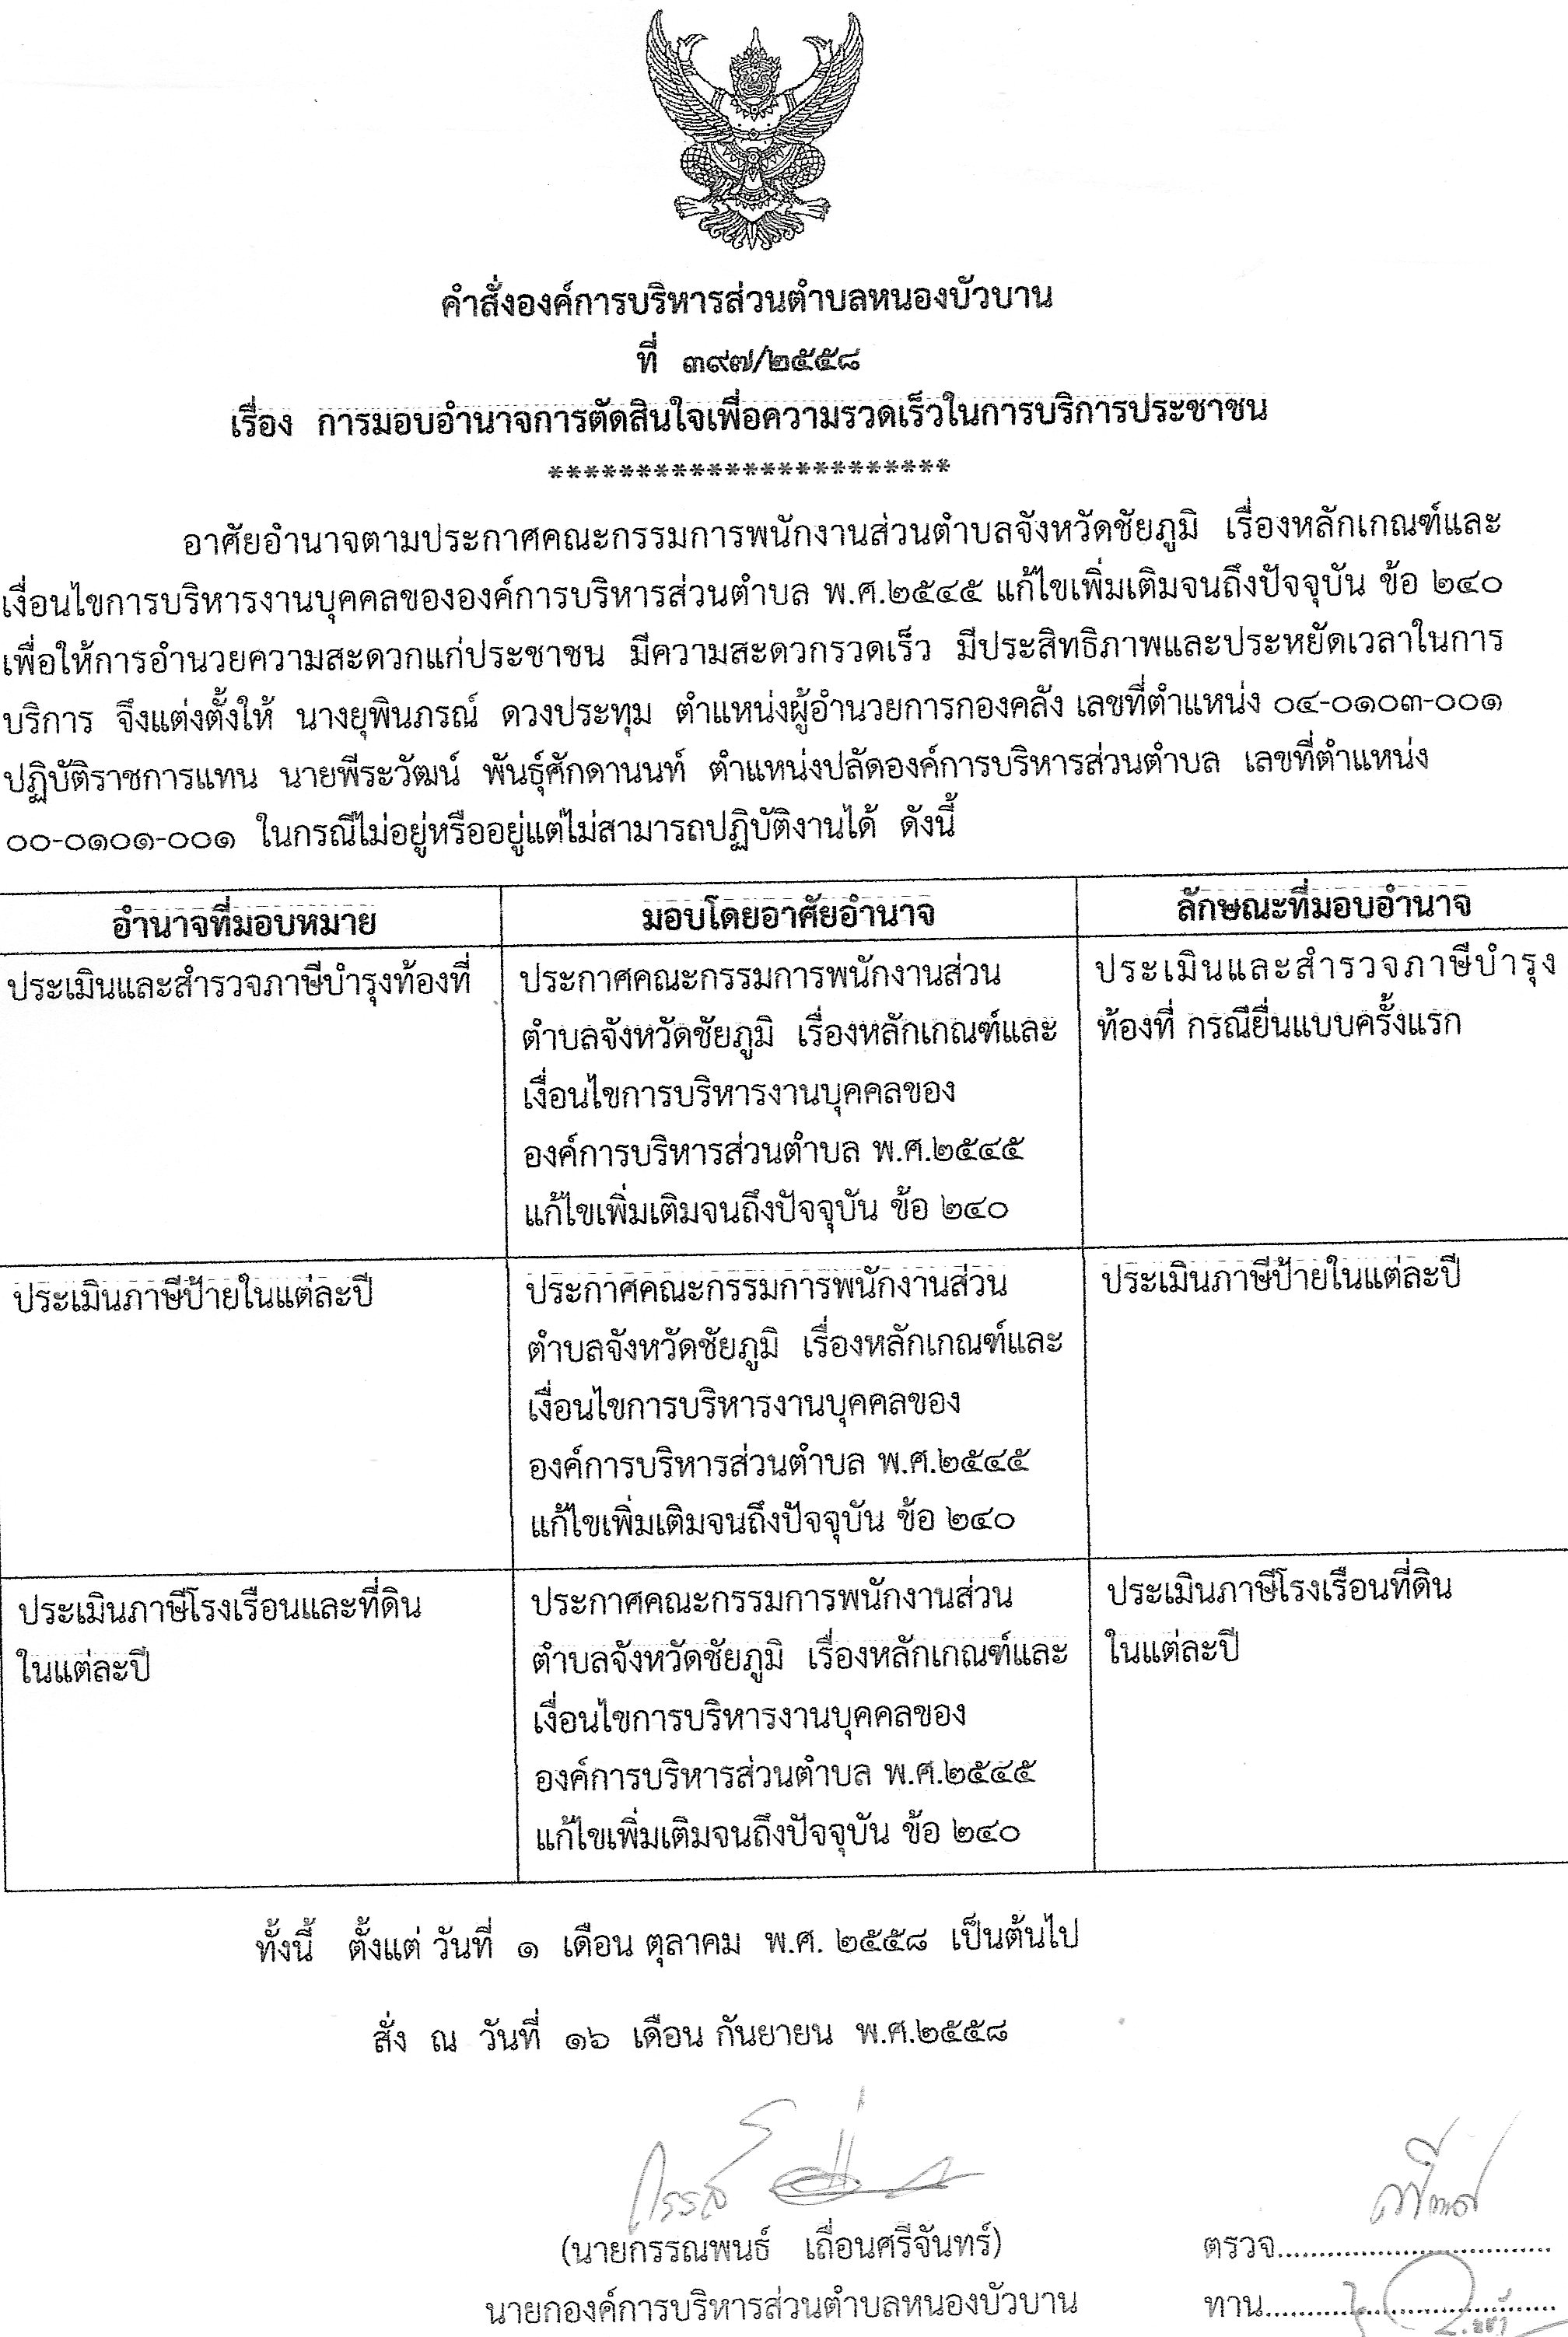 คำสั่งองค์การบริหารส่วนตำบลหนองบัวบาน
ที่ ๓๙๗/๒๕๕๘
เรื่อง การมอบอำนาจการตัดสินใจเพื่อความรวดเร็วในการบริการประชาชน
***********************
อาศัยอำนาจตามประกาศคณะกรรมการพนักงานส่วนตำบลจังหวัดชัยภูมิ เรื่องหลักเกณฑ์และ
เงื่อนไขการบริหารงานบุคคลขององค์การบริหารส่วนตำบล พ.ศ.๒๕๔๕ แก้ไขเพิ่มเติมจนถึงปัจจุบัน ข้อ ๒๔๐
เพื่อให้การอำนวยความสะดวกแก่ประชาชน มีความสะดวกรวดเร็ว มีประสิทธิภาพและประหยัดเวลาในการ
บริการ จึงแต่งตั้งให้ นางยุพินภรณ์ ดวงประทุม ตำแหน่งผู้อำนวยการกองคลัง เลขที่ตำแหน่ง ๐๔-๐๑๐๓-๐๐๑
ปฏิบัติราชการแทน นายพีระวัฒน์ พันธุ์ศักดานนท์ ตำแหน่งปลัดองค์การบริหารส่วนตำบล เลขที่ตำแหน่ง
๐๐-๐๑๐๑-๐๐๑ ในกรณีไม่อยู่หรืออยู่แต่ไม่สามารถปฏิบัติงานได้ ดังนี้
อำนาจที่มอบหมาย มอบโดยอาศัยอำนาจ ลักษณะที่มอบอำนาจ
ประเมินและสำรวจภาษีบำรุงท้องที่
ประกาศคณะกรรมการพนักงานส่วน
ตำบลจังหวัดชัยภูมิ เรื่องหลักเกณฑ์และ
เงื่อนไขการบริหารงานบุคคลของ
องค์การบริหารส่วนตำบล พ.ศ.๒๕๔๕
แก้ไขเพิ่มเติมจนถึงปัจจุบัน ข้อ ๒๔๐
ประเมินและสำรวจภาษีบำรุง
ท้องที่ กรณียื่นแบบครั้งแรก
ประเมินภาษีป้ายในแต่ละปี
ประกาศคณะกรรมการพนักงานส่วน
ตำบลจังหวัดชัยภูมิ เรื่องหลักเกณฑ์และ
เงื่อนไขการบริหารงานบุคคลของ
องค์การบริหารส่วนตำบล พ.ศ.๒๕๔๕
แก้ไขเพิ่มเติมจนถึงปัจจุบัน ข้อ ๒๔๐
ประเมินภาษีป้ายในแต่ละปี
ประเมินภาษีโรงเรือนและที่ดิน
ในแต่ละปี
ประกาศคณะกรรมการพนักงานส่วน
ตำบลจังหวัดชัยภูมิ เรื่องหลักเกณฑ์และ
เงื่อนไขการบริหารงานบุคคลของ
องค์การบริหารส่วนตำบล พ.ศ.๒๕๔๕
แก้ไขเพิ่มเติมจนถึงปัจจุบัน ข้อ ๒๔๐
ประเมินภาษีโรงเรือนที่ดิน
ในแต่ละปี
ทั้งนี้ ตั้งแต่ วันที่ ๑ เดือน ตุลาคม พ.ศ. ๒๕๕๘ เป็นต้นไป
สั่ง ณ วันที่ ๑๖ เดือน กันยายน พ.ศ.๒๕๕๘
(นายกรรณพนธ์ เถื่อนศรีจันทร์)
นายกองค์การบริหารส่วนตำบลหนองบัวบาน
ตรวจ..................................
ทาน....................................